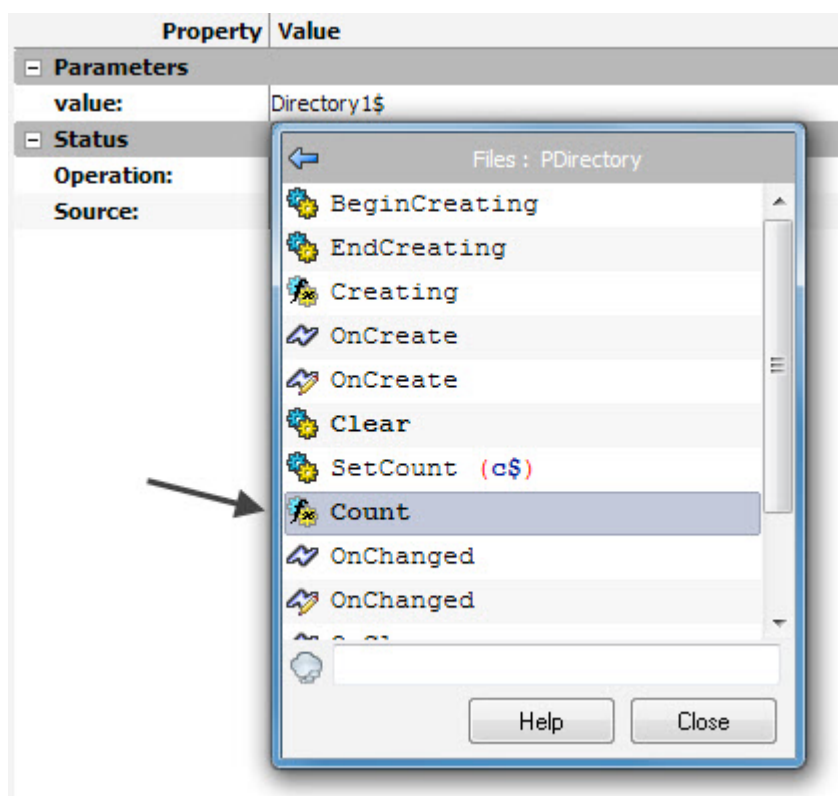 Property Value
Parameters
value: Directory1$
Status
Operation:
Source:
Files : PDirectory
BeginCreating
EndCreating
Creating
OnCreate
OnCreate
Clear
SetCount (c$)
Count
OnChanged
OnChanged
Help Close